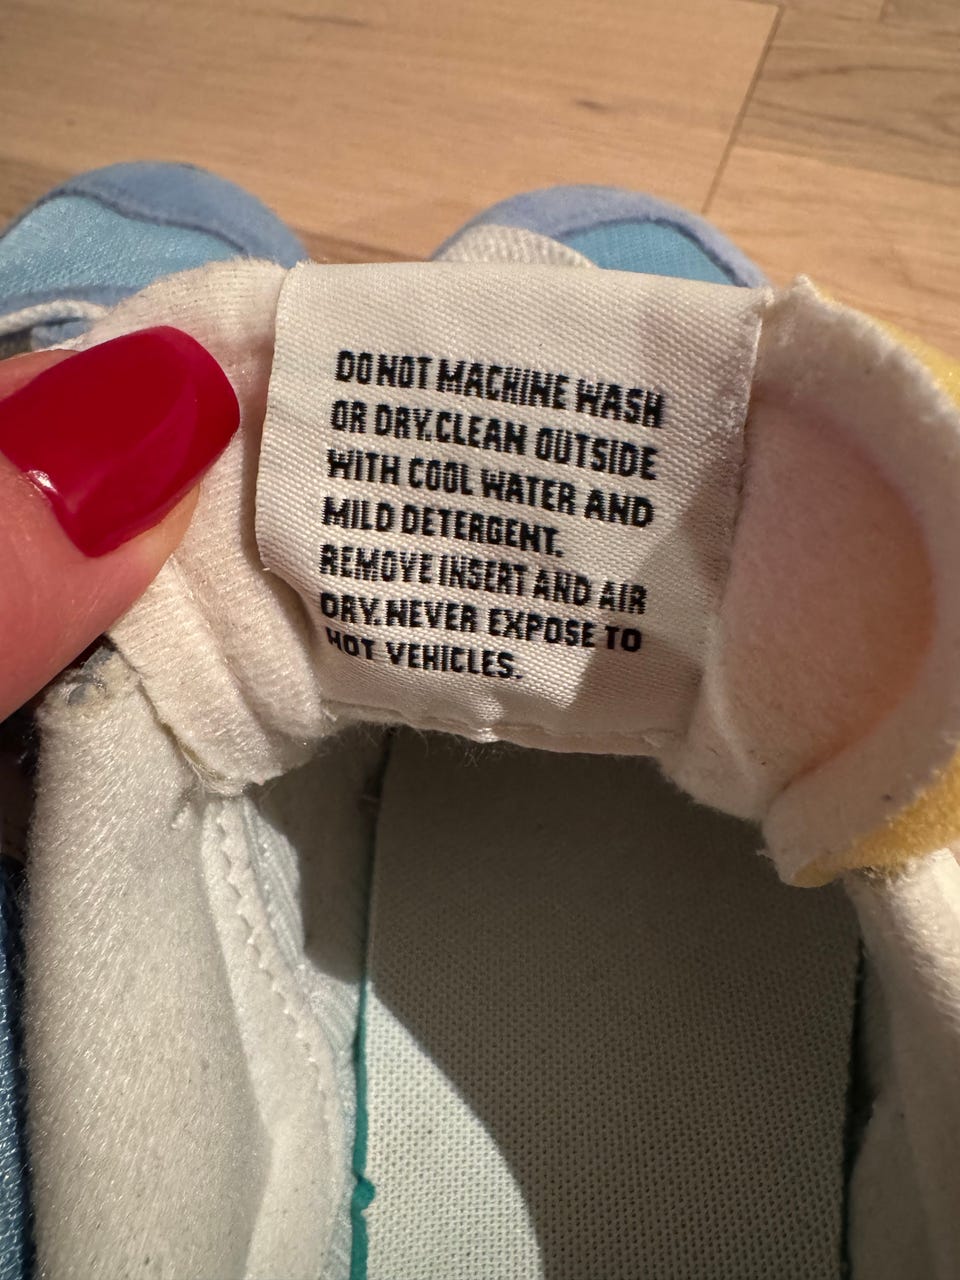 DO NOT MACHINE WASH
OR DRY.CLEAN OUTSIDE
WITH COOL WATER AND
MILD DETERGENT.
REMOVE INSERT AND AIR
DRY. NEVER EXPOSE TO
HOT VEHICLES.